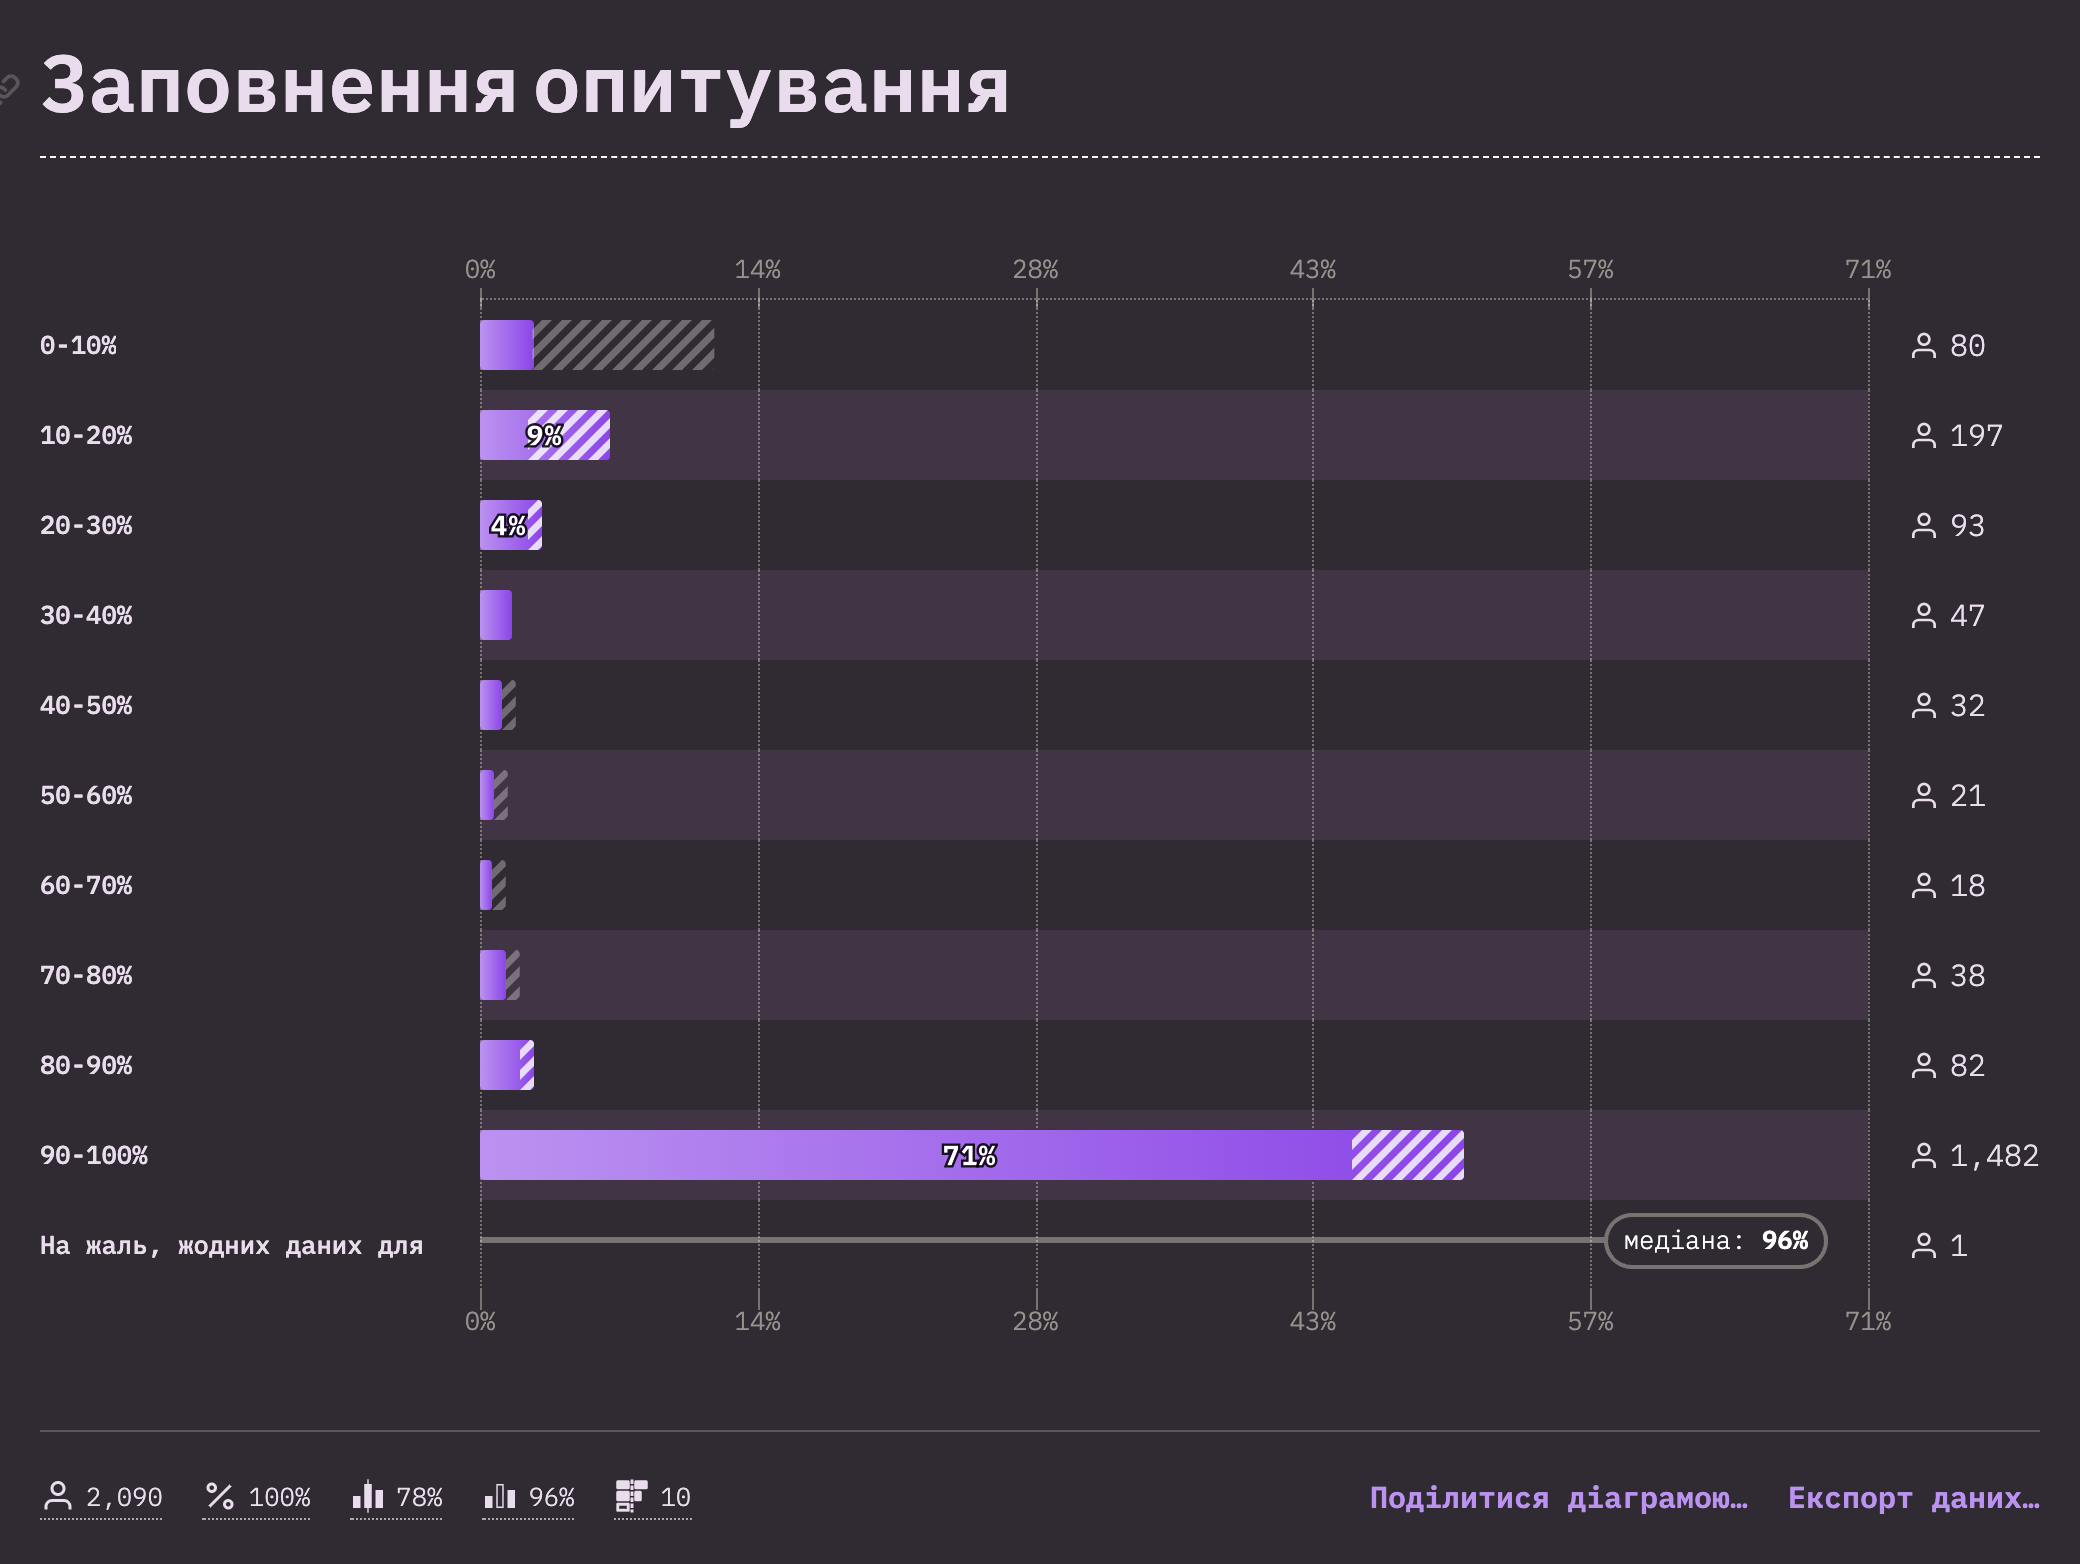 Заповнення опитування
0% 14% 28% 43% 57% 71%
0-10% 80
10-20% 9% 197
20-30% 4% 93
30-40% 47
40-50% 32
50-60% 21
60-70% 18
70-80% 38
80-90% 82
90-100% 71% 1,482
На жаль, жодних даних для медіана: 96% 1
0% 14% 28% 43% 57% 71%
2,090 100% 78% 96% 10 Поділитися діаграмою… Експорт даних…